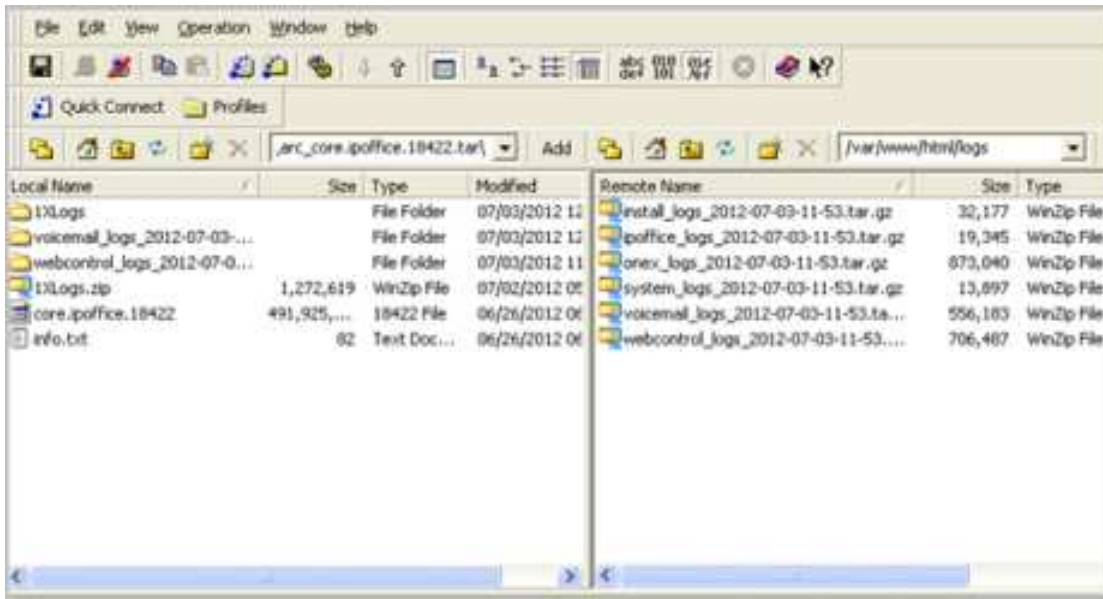 File Edit View Operation Window Help
Quick Connect Profiles
_arc_core.ipoffice.18422.tar\ Add /var/www/html/logs
Local Name Size Type Modified Remote Name Size Type
1XLogs File Folder 07/03/2012 12 install_logs_2012-07-03-11-53.tar.gz 32,177 WinZip File
voicemail_logs_2012-07-03-... File Folder 07/03/2012 12 ipoffice_logs_2012-07-03-11-53.tar.gz 19,345 WinZip File
webcontrol_logs_2012-07-0... File Folder 07/03/2012 11 onex_logs_2012-07-03-11-53.tar.gz 873,040 WinZip File
1XLogs.zip 1,272,619 WinZip File 07/02/2012 05 system_logs_2012-07-03-11-53.tar.gz 13,897 WinZip File
core.ipoffice.18422 491,925,... 18422 File 06/26/2012 06 voicemail_logs_2012-07-03-11-53.ta... 556,183 WinZip File
info.txt 82 Text Doc... 06/26/2012 06 webcontrol_logs_2012-07-03-11-53.... 706,487 WinZip File